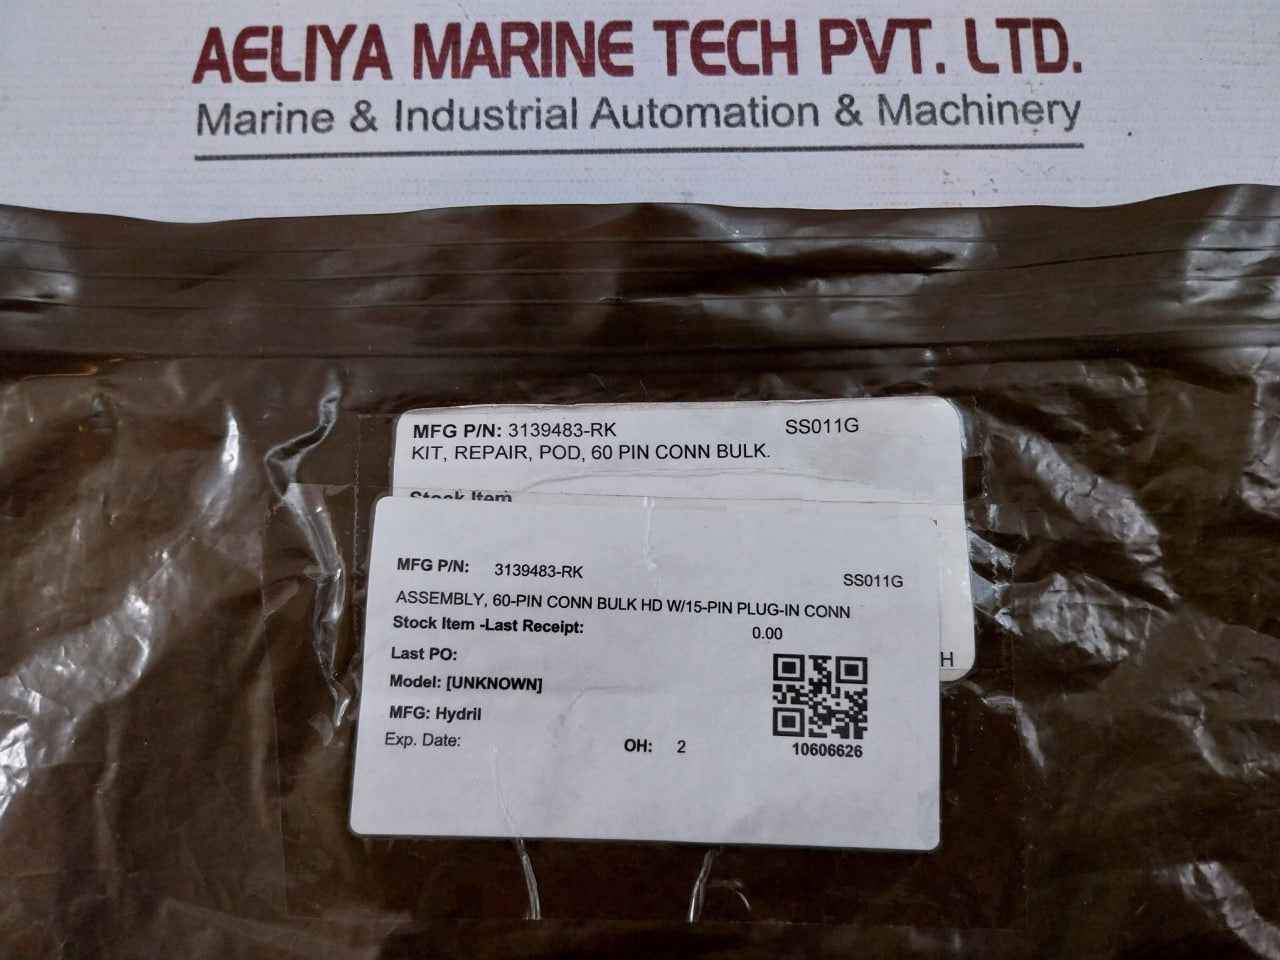 AELIYA MARINE TECH PVT. LTD.
Marine & Industrial Automation & Machinery
MFG P/N: 3139483-RK SS011G
KIT, REPAIR, POD, 60 PIN CONN BULK.
Stock Item
MFG P/N: 3139483-RK SS011G
ASSEMBLY, 60-PIN CONN BULK HD W/15-PIN PLUG-IN CONN
Stock Item -Last Receipt: 0.00
Last PO:
H
Model: [UNKNOWN]
MFG: Hydril
Exp. Date: OH: 2
10606626